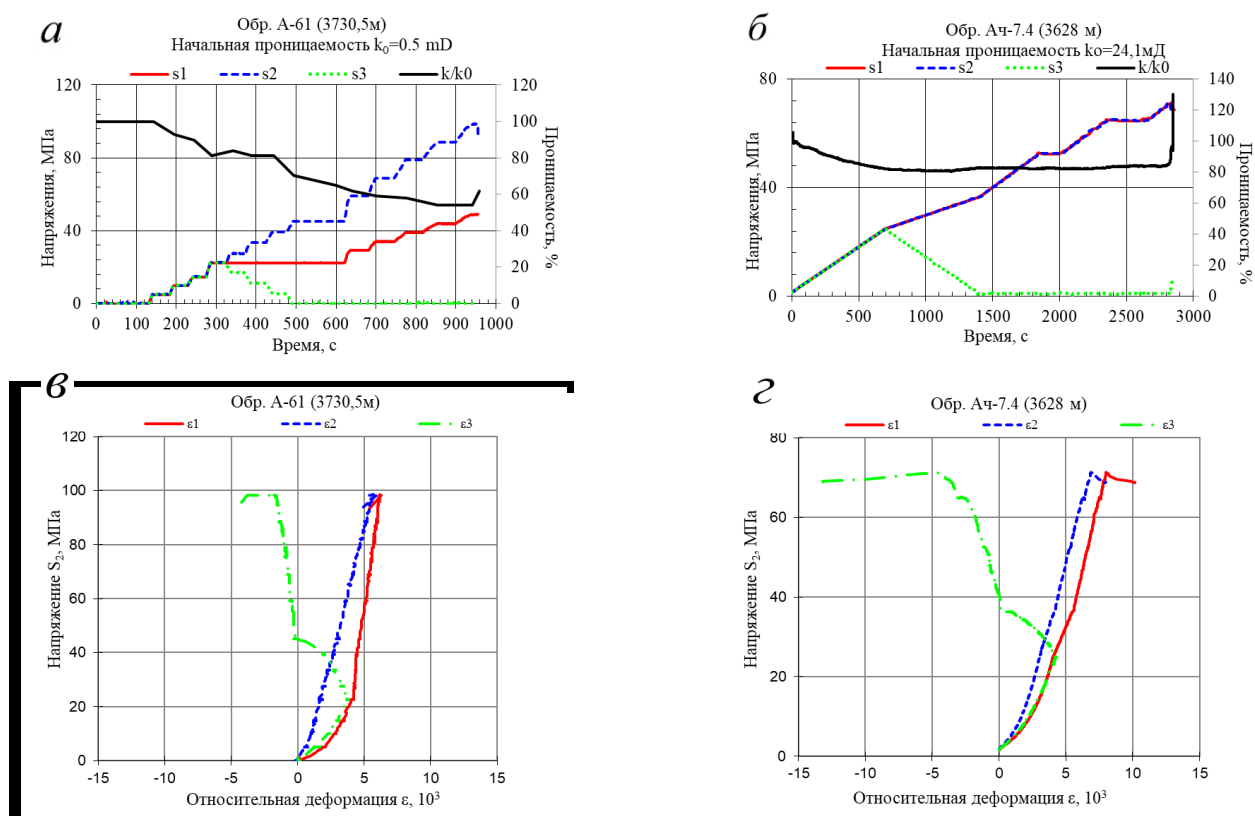 а
Обр. А-61 (3730,5м)
Начальная проницаемость k0=0.5 mD
s1 s2 s3 k/k0
120 120
100
80 80
60
40 40
20
0 0
0 100 200 300 400 500 600 700 800 900 1000
Напряжения, МПа
Проницаемость, %
Время, с
б
Обр. Ач-7.4 (3628 м)
Начальная проницаемость ko=24,1мД
s1 s2 s3 k/k0
80 140
120
100
80
40
60
40
20
0 0
0 500 1000 1500 2000 2500 3000
Напряжения, МПа
Проницаемость, %
Время, с
в
Обр. А-61 (3730,5м)
ε1 ε2 ε3
120
100
80
60
40
20
0
-15 -10 -5 0 5 10 15
Напряжение S2, МПа
Относительная деформация ε, 10³
г
Обр. Ач-7.4 (3628 м)
ε1 ε2 ε3
80
70
60
50
40
30
20
10
0
-15 -10 -5 0 5 10 15
Напряжение S2, МПа
Относительная деформация ε, 10³